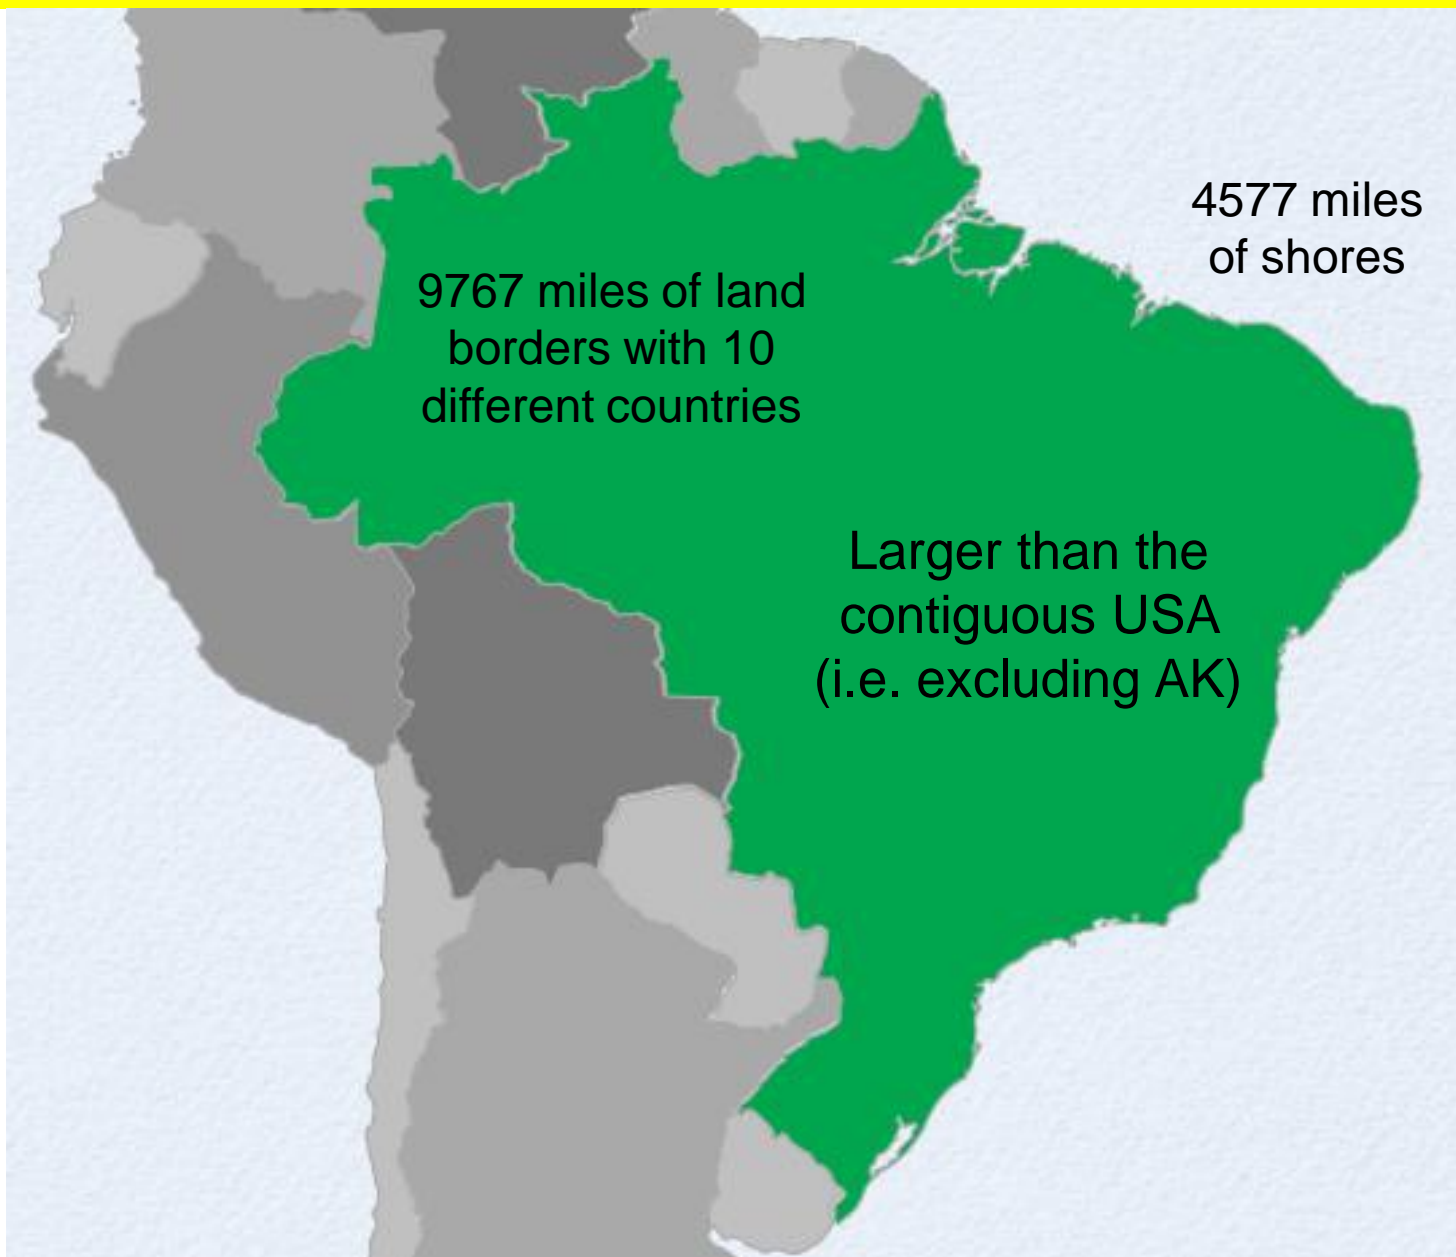 4577 miles
of shores
9767 miles of land
borders with 10
different countries
Larger than the
contiguous USA
(i.e. excluding AK)